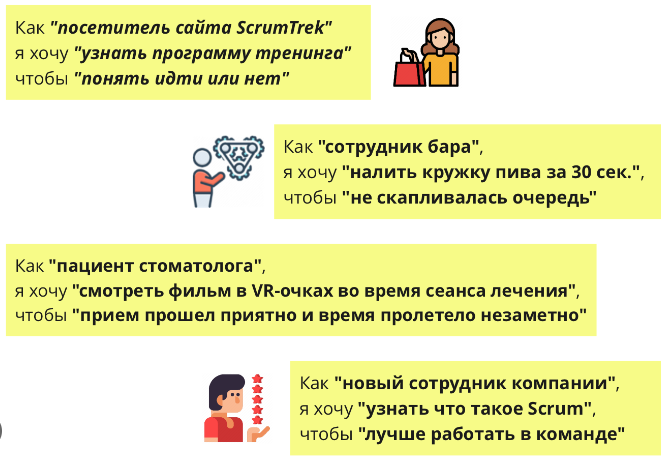 Как "посетитель сайта ScrumTrek"
я хочу "узнать программу тренинга"
чтобы "понять идти или нет"
Как "сотрудник бара",
я хочу "налить кружку пива за 30 сек.",
чтобы "не скапливалась очередь"
Как "пациент стоматолога",
я хочу "смотреть фильм в VR-очках во время сеанса лечения",
чтобы "прием прошел приятно и время пролетело незаметно"
Как "новый сотрудник компании",
я хочу "узнать что такое Scrum",
чтобы "лучше работать в команде"